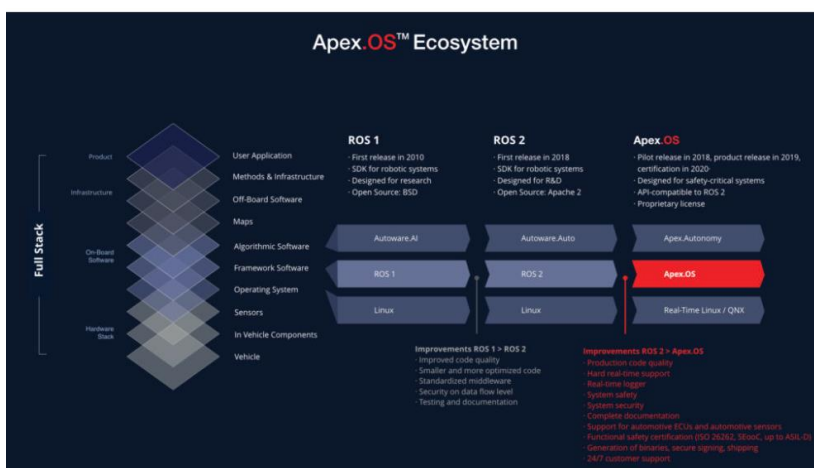 Apex.OS™ Ecosystem
Full Stack
Product
Infrastructure
On-Board
Software
Hardware
Stack
User Application
Methods & Infrastructure
Off-Board Software
Maps
Algorithmic Software
Framework Software
Operating System
Sensors
In Vehicle Components
Vehicle
ROS 1
· First release in 2010
· SDK for robotic systems
· Designed for research
· Open Source: BSD
ROS 2
· First release in 2018
· SDK for robotic systems
· Designed for R&D
· Open Source: Apache 2
Apex.OS
· Pilot release in 2018, product release in 2019,
certification in 2020·
· Designed for safety-critical systems
· API-compatible to ROS 2
· Proprietary license
Autoware.AI
Autoware.Auto
Apex.Autonomy
ROS 1
ROS 2
Apex.OS
Linux
Linux
Real-Time Linux / QNX
Improvements ROS 1 > ROS 2
· Improved code quality
· Smaller and more optimized code
· Standardized middleware
· Security on data flow level
· Testing and documentation
Improvements ROS 2 > Apex.OS
· Production code quality
· Hard real-time support
· Real-time logger
· System safety
· System security
· Complete documentation
· Support for automotive ECUs and automotive sensors
· Functional safety certification (ISO 26262, SEooC, up to ASIL-D)
· Generation of binaries, secure signing, shipping
· 24/7 customer support